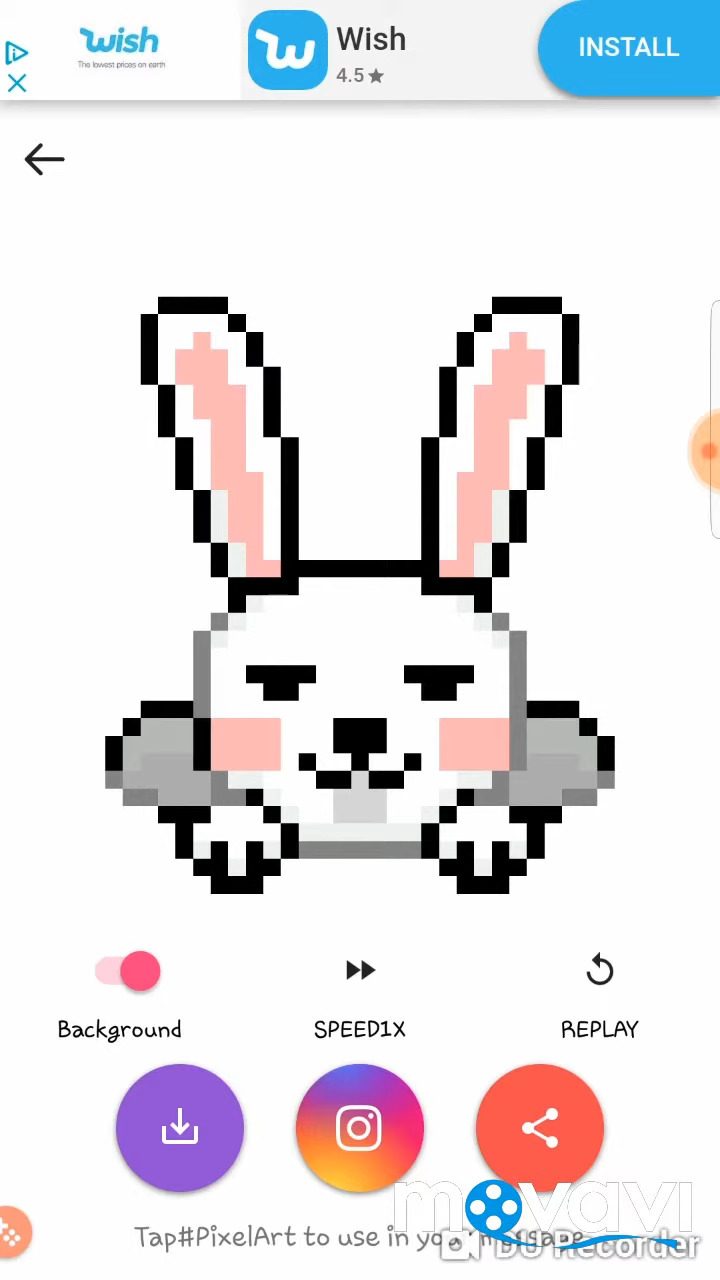 wish
The lowest prices on earth
Wish
4.5★
INSTALL
Background
SPEED1X
REPLAY
Tap#PixelArt to use in your message
movavi
DU Recorder